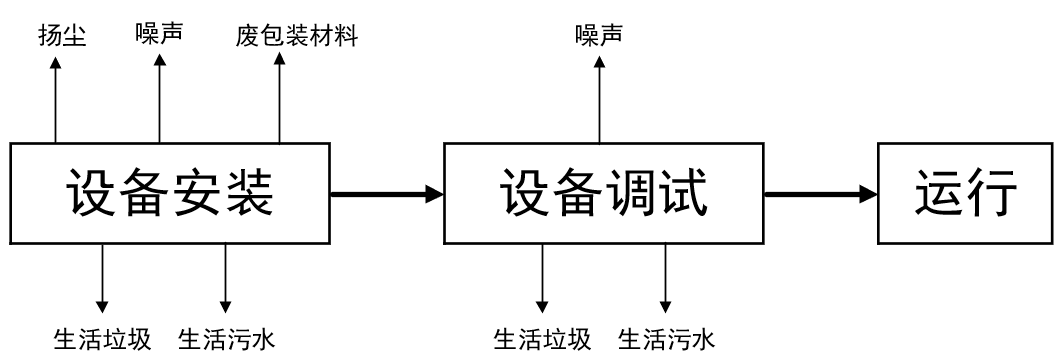 扬尘
噪声
废包装材料
噪声
设备安装
设备调试
运行
生活垃圾
生活污水
生活垃圾
生活污水